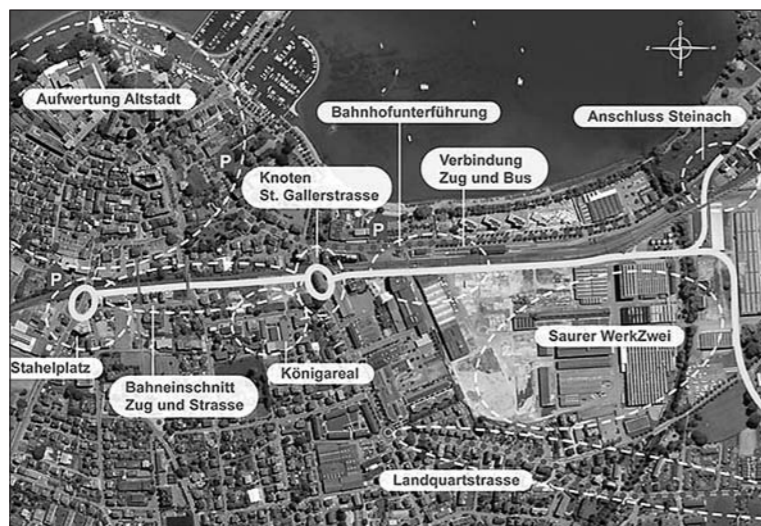 Aufwertung Altstadt
Bahnhofunterführung
Anschluss Steinach
Knoten
St. Gallerstrasse
Verbindung
Zug und Bus
P
P
P
Stahelplatz
Bahneinschnitt
Zug und Strasse
Königareal
Saurer WerkZwei
Landquartstrasse